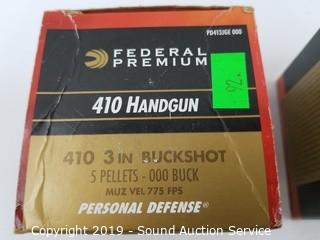 PD413JGE 000
FEDERAL
PREMIUM
92
410 HANDGUN
410 3 IN BUCKSHOT
5 PELLETS - 000 BUCK
MUZ VEL 775 FPS
PERSONAL DEFENSE®
Copyright 2019 - Sound Auction Service